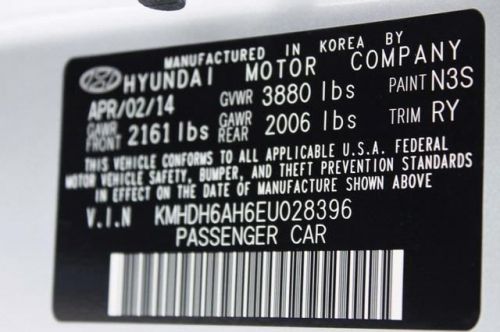 MANUFACTURED IN KOREA BY
HYUNDAI MOTOR COMPANY
APR/02/14 GVWR 3880 lbs PAINT N3S
GAWR FRONT 2161 lbs GAWR REAR 2006 lbs TRIM RY
THIS VEHICLE CONFORMS TO ALL APPLICABLE U.S.A. FEDERAL
MOTOR VEHICLE SAFETY, BUMPER, AND THEFT PREVENTION STANDARDS
IN EFFECT ON THE DATE OF MANUFACTURE SHOWN ABOVE
V.I.N KMHDH6AH6EU028396
PASSENGER CAR